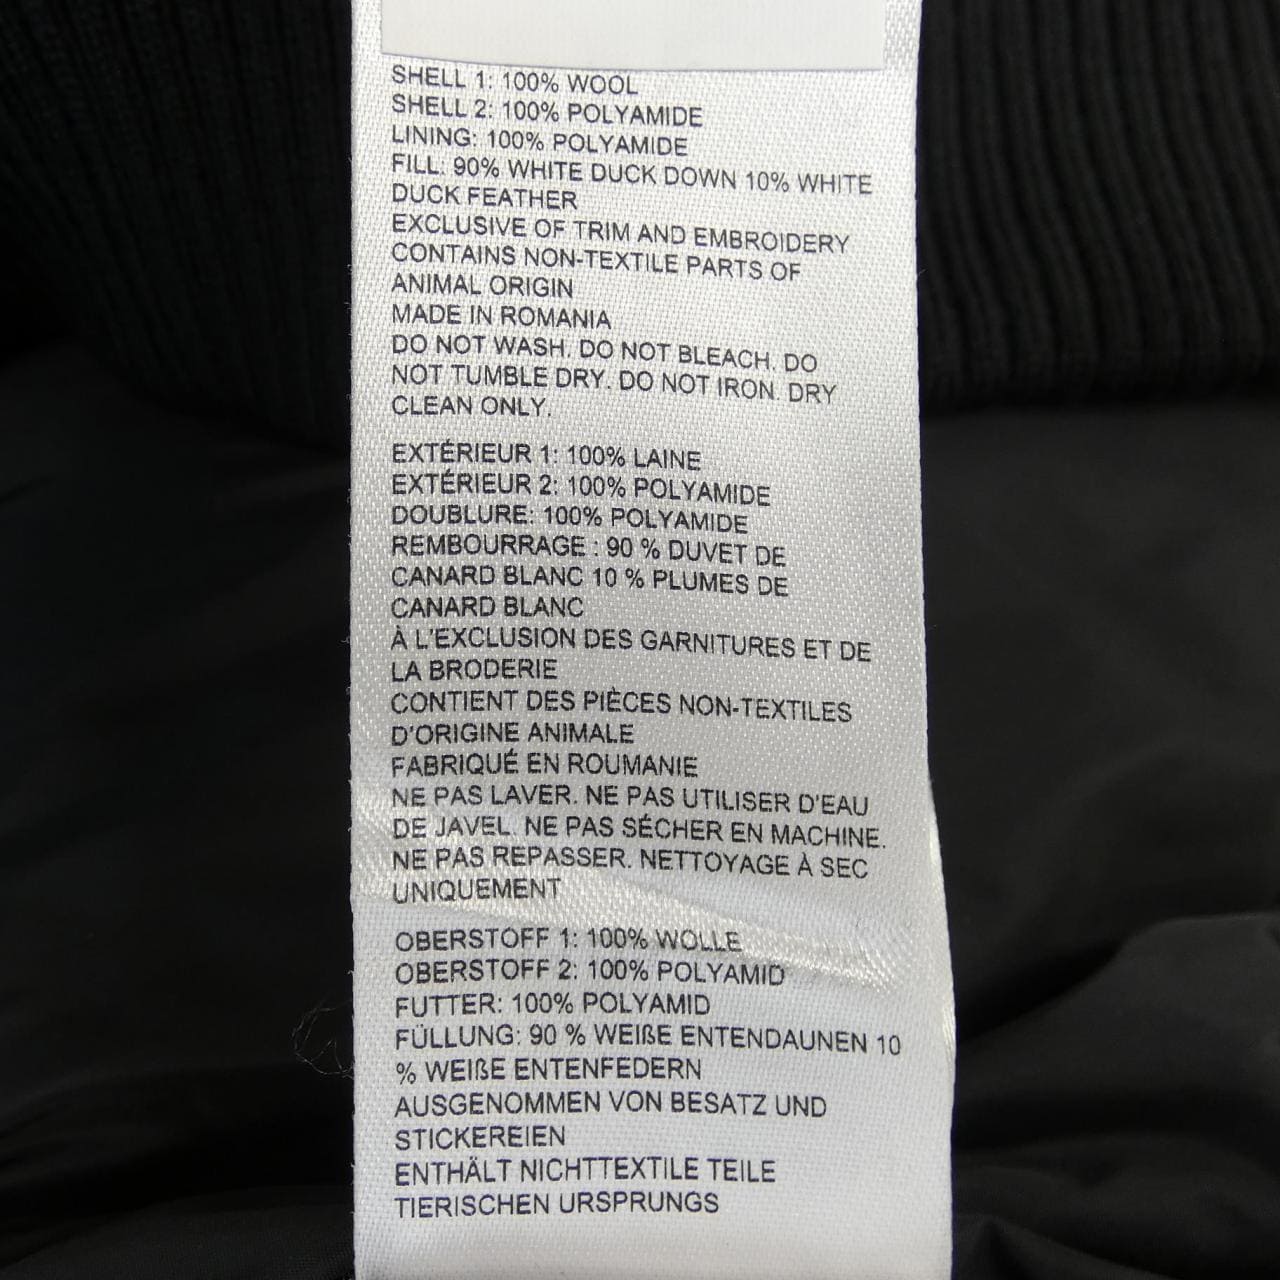 SHELL 1: 100% WOOL
SHELL 2: 100% POLYAMIDE
LINING: 100% POLYAMIDE
FILL: 90% WHITE DUCK DOWN 10% WHITE
DUCK FEATHER
EXCLUSIVE OF TRIM AND EMBROIDERY
CONTAINS NON-TEXTILE PARTS OF
ANIMAL ORIGIN
MADE IN ROMANIA
DO NOT WASH. DO NOT BLEACH. DO
NOT TUMBLE DRY. DO NOT IRON. DRY
CLEAN ONLY.
EXTÉRIEUR 1: 100% LAINE
EXTÉRIEUR 2: 100% POLYAMIDE
DOUBLURE: 100% POLYAMIDE
REMBOURRAGE : 90 % DUVET DE
CANARD BLANC 10 % PLUMES DE
CANARD BLANC
À L'EXCLUSION DES GARNITURES ET DE
LA BRODERIE
CONTIENT DES PIÈCES NON-TEXTILES
D'ORIGINE ANIMALE
FABRIQUÉ EN ROUMANIE
NE PAS LAVER. NE PAS UTILISER D'EAU
DE JAVEL. NE PAS SÉCHER EN MACHINE.
NE PAS REPASSER. NETTOYAGE À SEC
UNIQUEMENT
OBERSTOFF 1: 100% WOLLE
OBERSTOFF 2: 100% POLYAMID
FUTTER: 100% POLYAMID
FÜLLUNG: 90 % WEIßE ENTENDAUNEN 10
% WEIßE ENTENFEDERN
AUSGENOMMEN VON BESATZ UND
STICKEREIEN
ENTHÄLT NICHTTEXTILE TEILE
TIERISCHEN URSPRUNGS